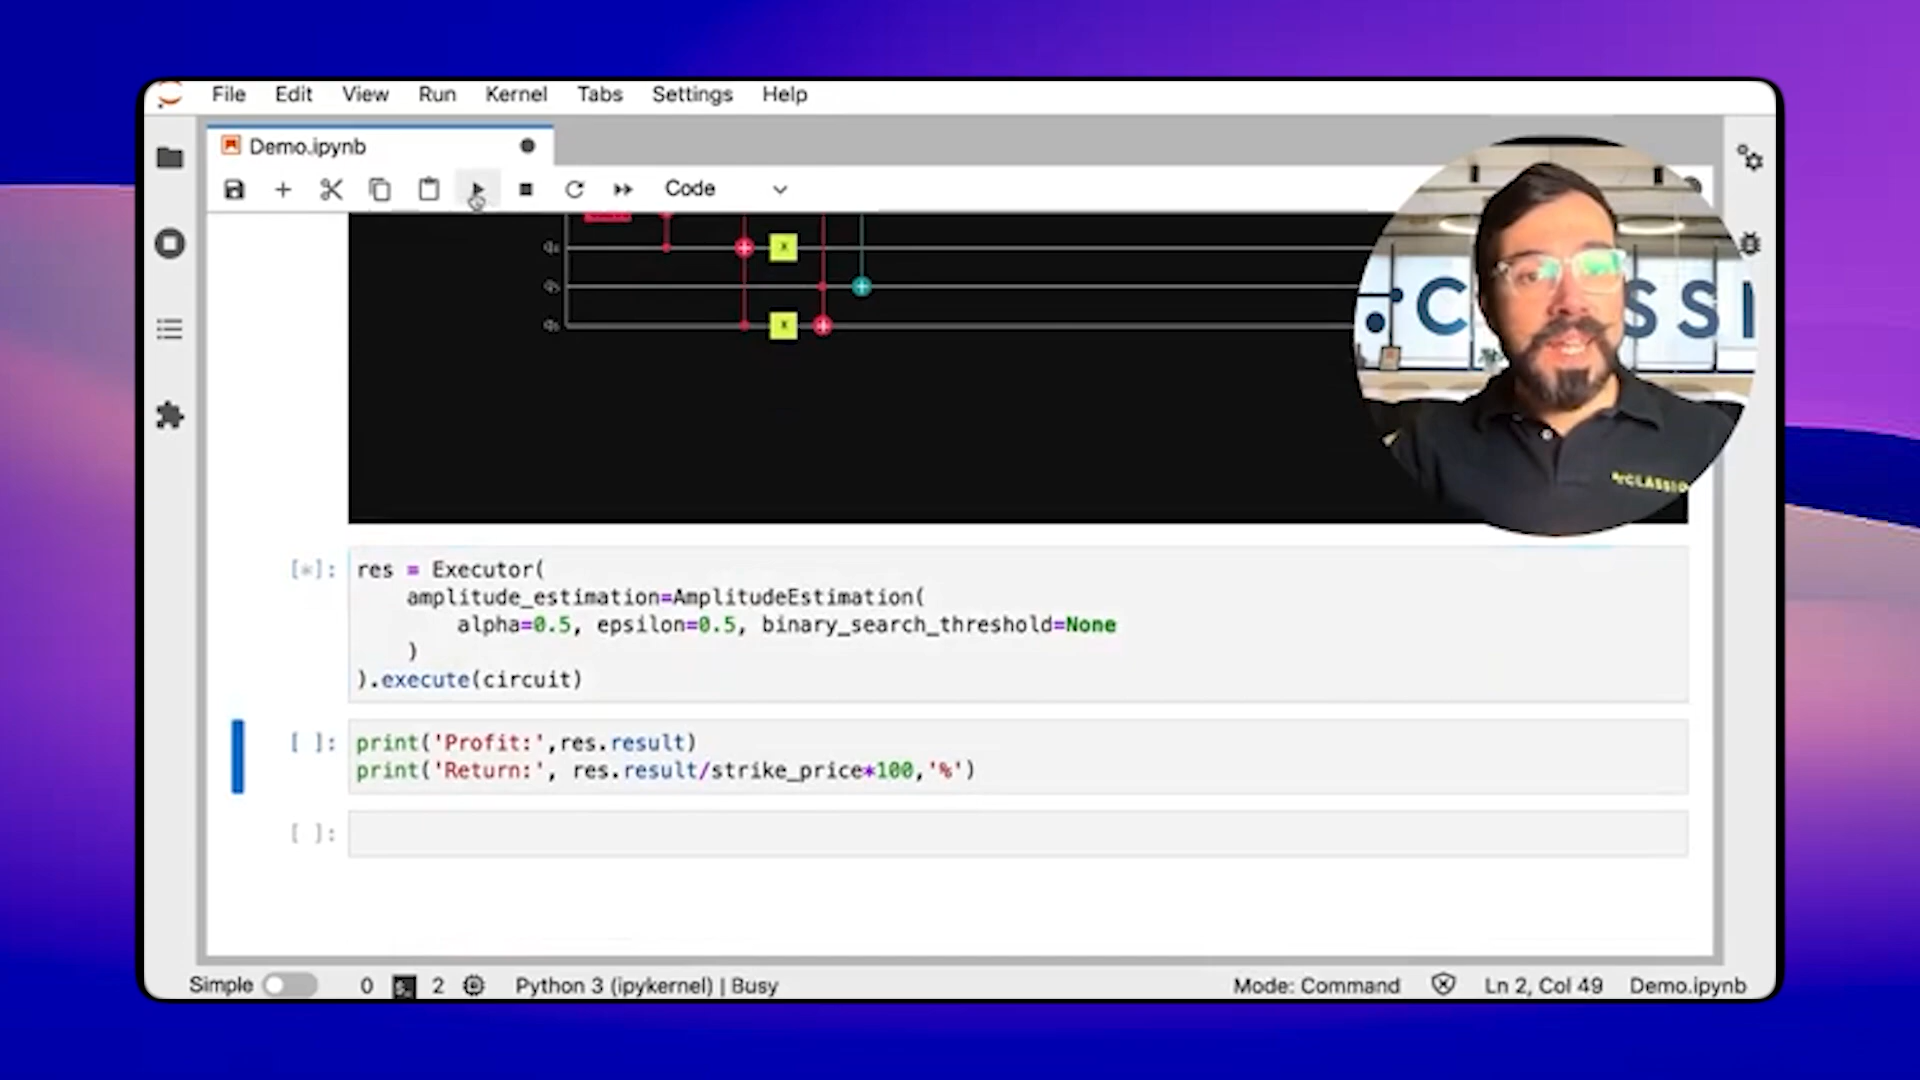 File Edit View Run Kernel Tabs Settings Help
Demo.ipynb
Code
x
x
CLASSI
CLASSIQ
[*]:
res = Executor(
amplitude_estimation=AmplitudeEstimation(
alpha=0.5, epsilon=0.5, binary_search_threshold=None
)
).execute(circuit)
[ ]:
print('Profit:',res.result)
print('Return:', res.result/strike_price*100,'%')
[ ]:
Simple 0 2 Python 3 (ipykernel) | Busy Mode: Command Ln 2, Col 49 Demo.ipynb